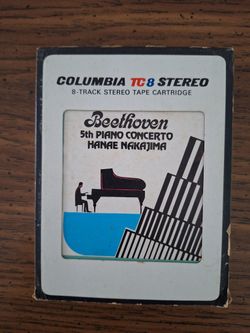 COLUMBIA TC8 STEREO
8-TRACK STEREO TAPE CARTRIDGE
Beethoven
5th PIANO CONCERTO
HANAE NAKAJIMA